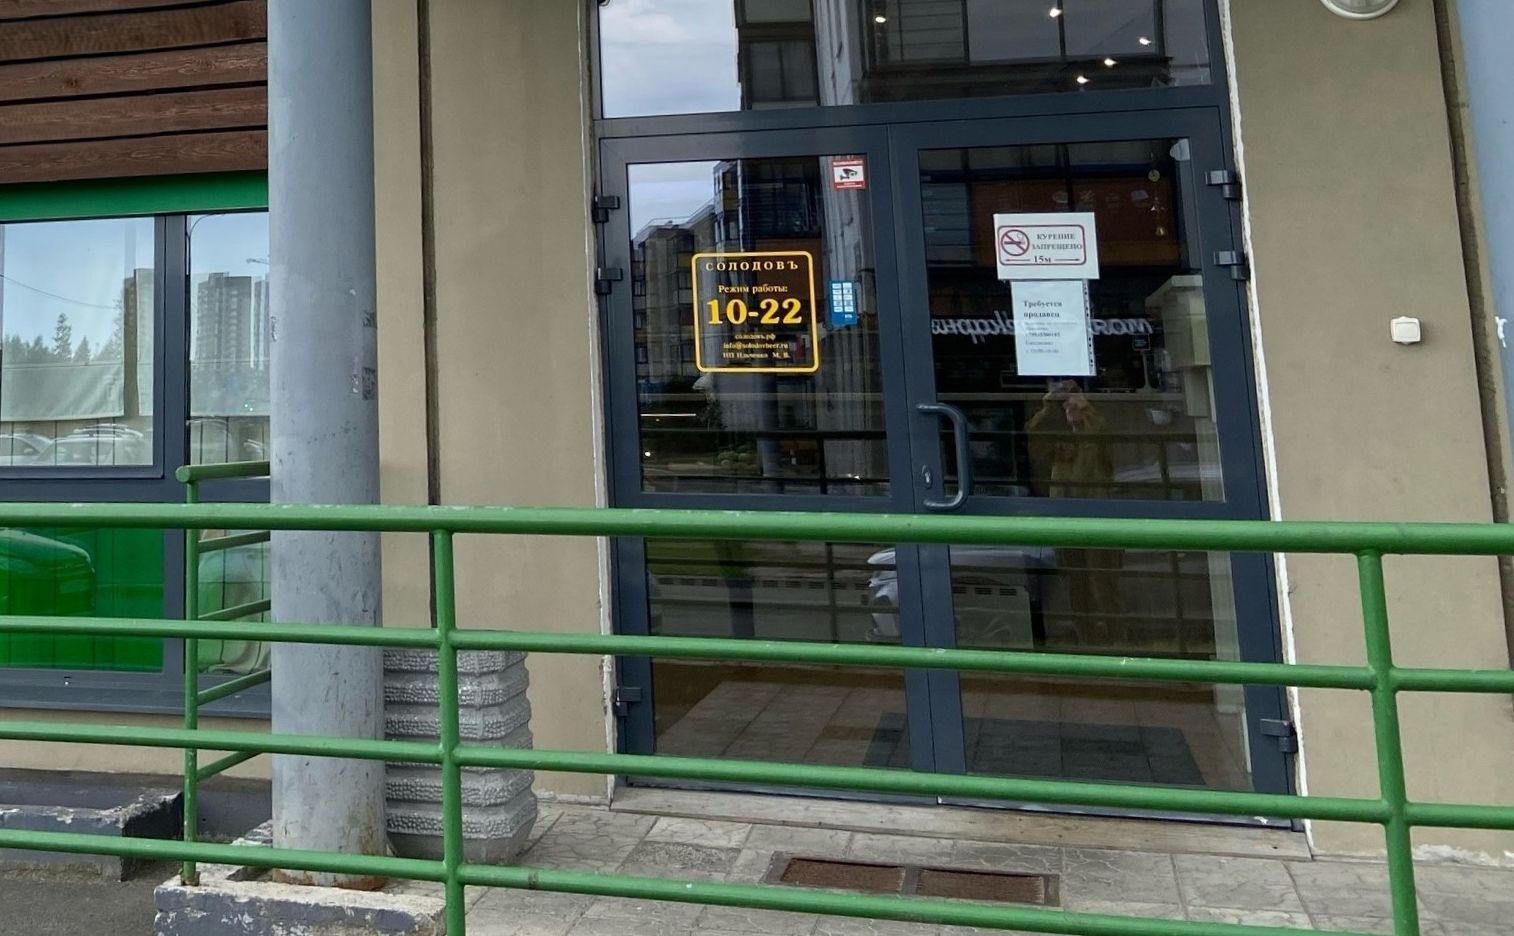 СОЛОДОВЪ
Режим работы:
10-22
солодовъ.рф
info@solodovbeer.ru
ИП Ильченко М. В.
КУРЕНИЕ
ЗАПРЕЩЕНО
15м
Требуется
продавец